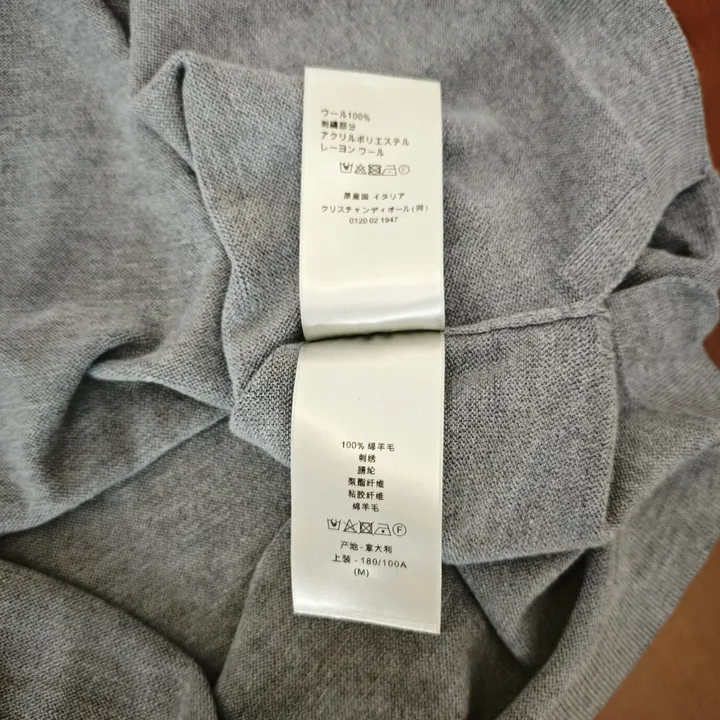 ウール100%
刺繍部分
アクリルポリエステル
レーヨン ウール
原産国 イタリア
クリスチャンディオール(同)
0120 02 1947
100% 綿羊毛
刺绣
腈纶
聚酯纤维
粘胶纤维
绵羊毛
F
产地 - 意大利
上装 - 180/100A
(M)